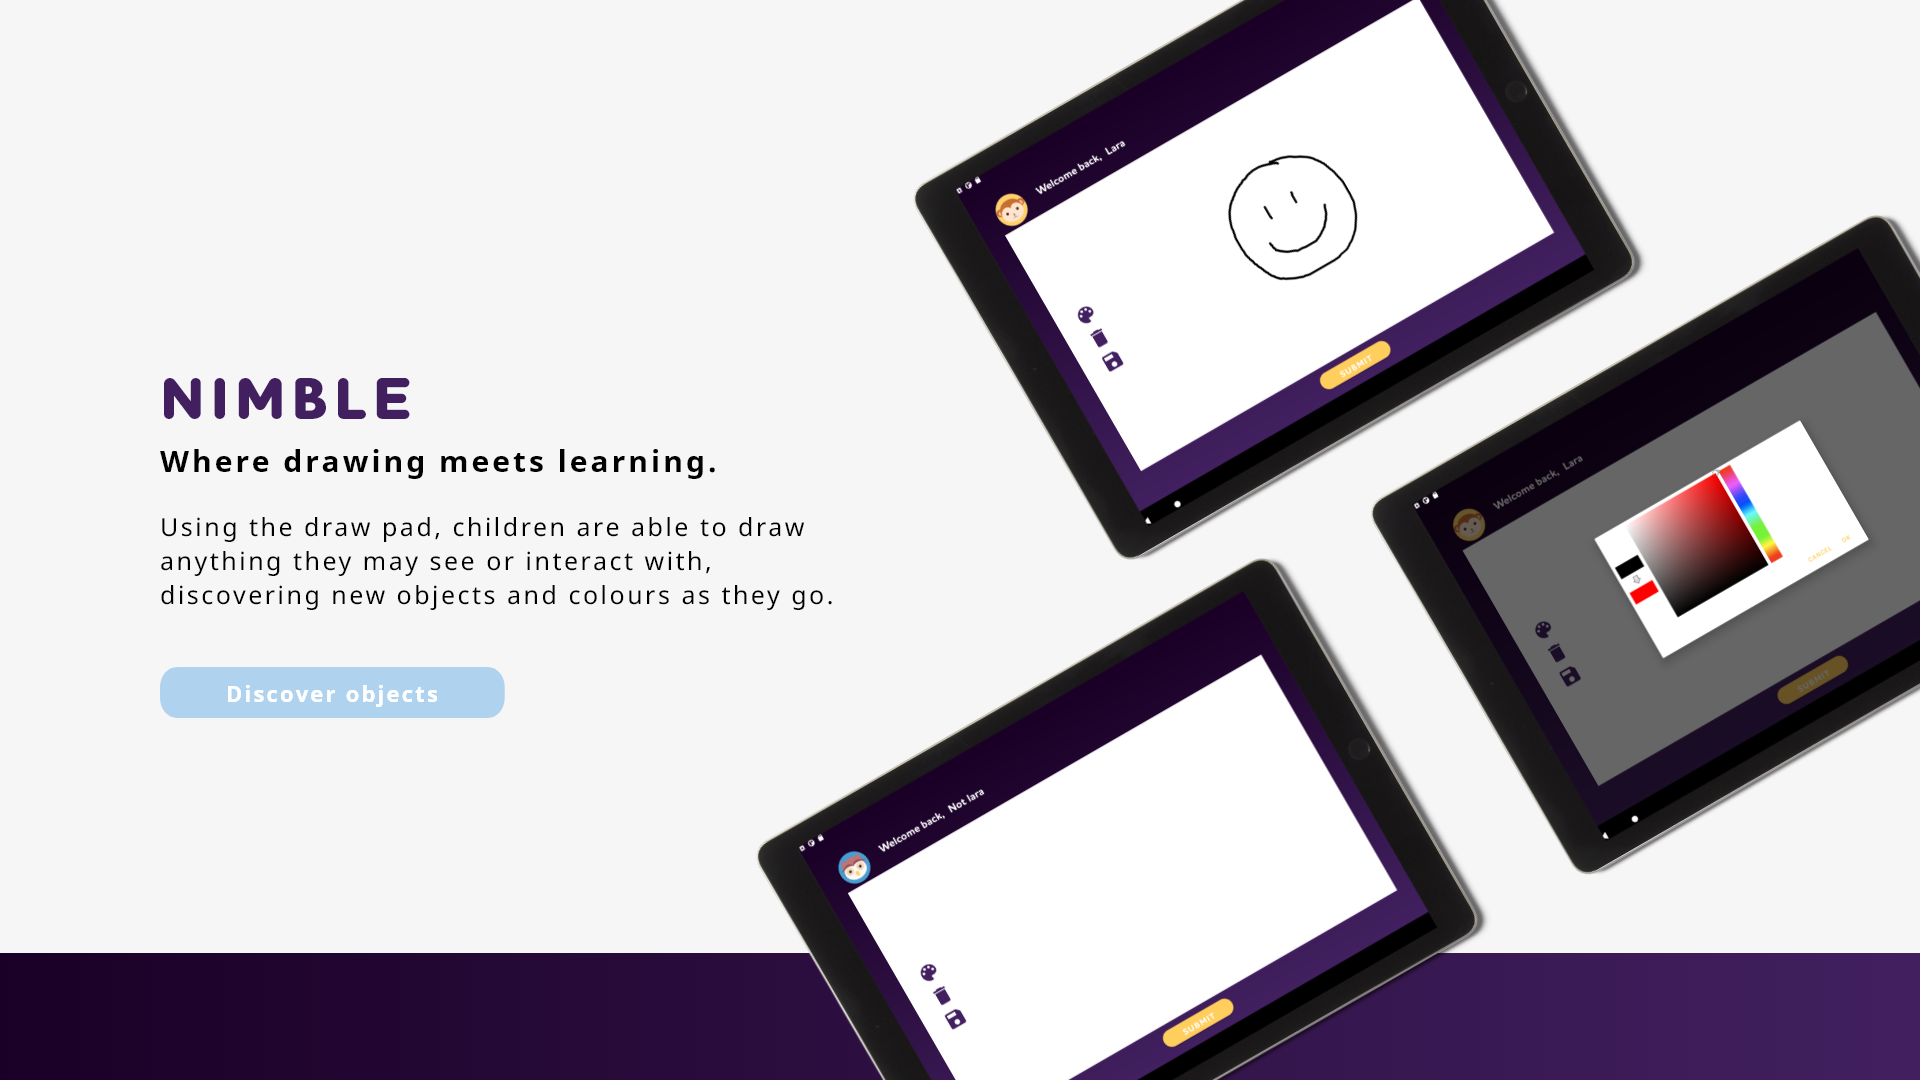 NIMBLE
Where drawing meets learning.
Using the draw pad, children are able to draw
anything they may see or interact with,
discovering new objects and colours as they go.
Discover objects
Welcome back, Lara
SUBMIT
Welcome back, Lara
CANCEL OK
SUBMIT
Welcome back, Not lara
SUBMIT